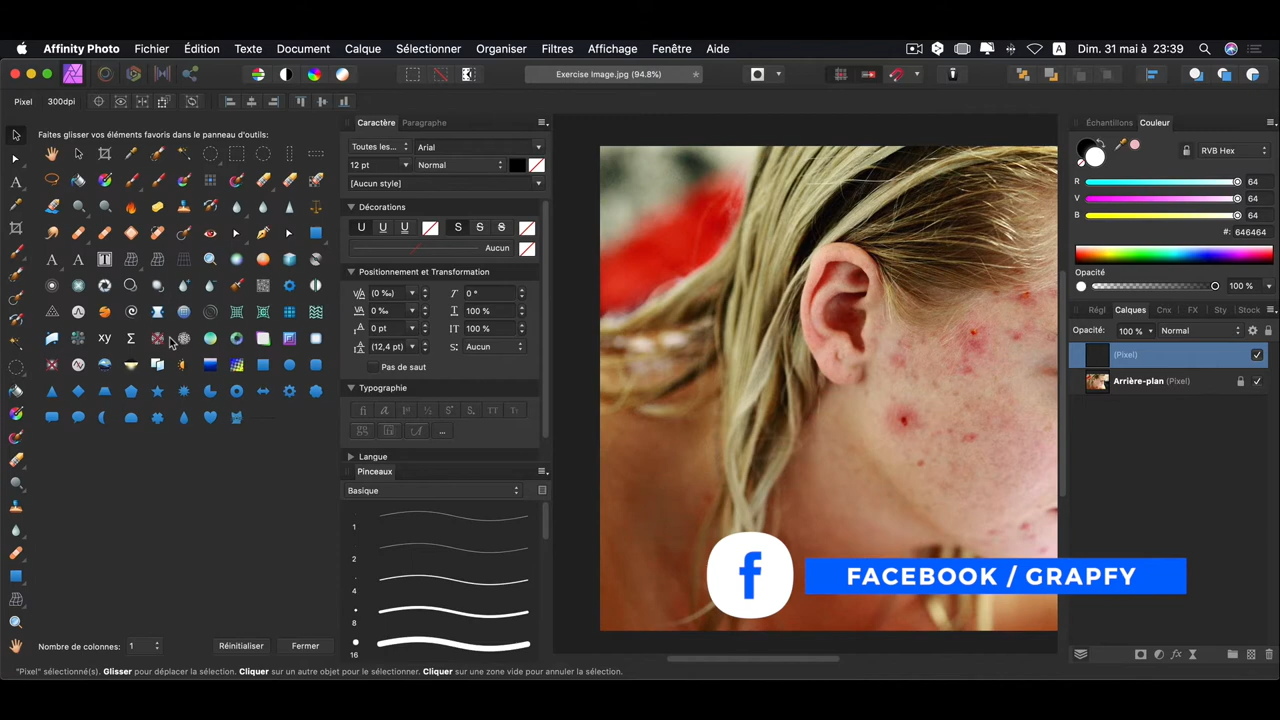 Affinity Photo Fichier Édition Texte Document Calque Sélectionner Organiser Filtres Affichage Fenêtre Aide A Dim. 31 mai à 23:39
Exercise Image.jpg (94.8%)
Pixel 300dpi
Faites glisser vos éléments favoris dans le panneau d'outils:
Nombre de colonnes: 1 Réinitialiser Fermer
Caractère Paragraphe
Toutes les... Arial
12 pt Normal
[Aucun style]
Décorations
U U U S S S
Aucun
Positionnement et Transformation
(0 ‰) 0 °
0 ‰ 100 %
0 pt 100 %
(12,4 pt) Aucun
Pas de saut
Typographie
Langue
Pinceaux
Basique
1
2
4
8
16
FACEBOOK / GRAPFY
Échantillons Couleur
RVB Hex
R 64
V 64
B 64
#: 646464
Opacité
100 %
Régl Calques FX Sty Stock
Opacité: 100 % Normal
(Pixel)
Arrière-plan (Pixel)
"Pixel" sélectionné(s). Glisser pour déplacer la sélection. Cliquer sur un autre objet pour le sélectionner. Cliquer sur une zone vide pour annuler la sélection.